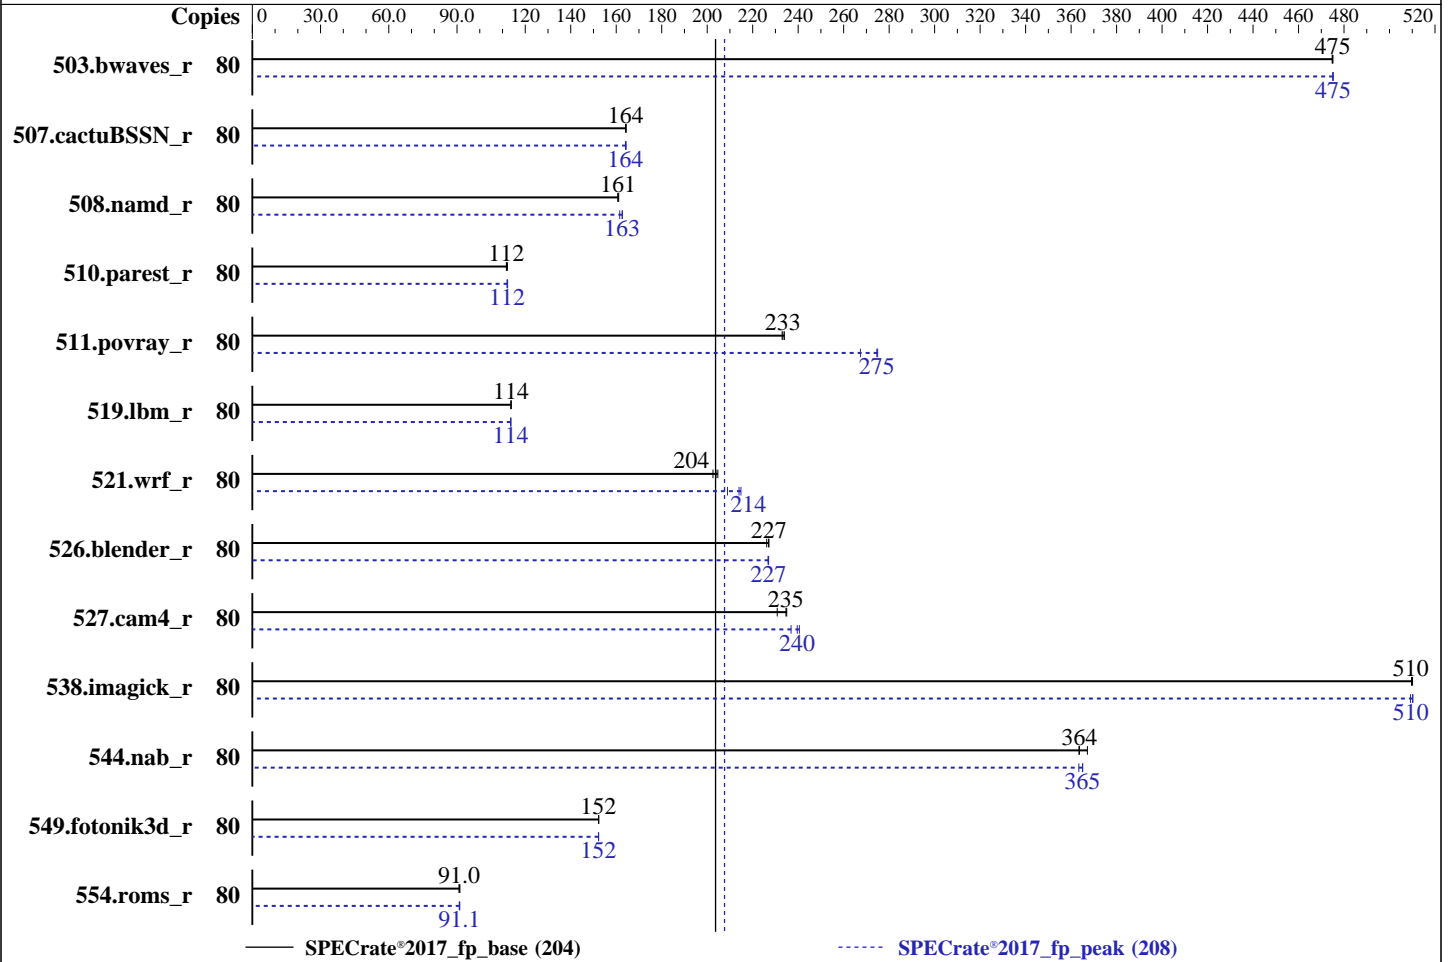 Copies 0 30.0 60.0 90.0 120 140 160 180 200 220 240 260 280 300 320 340 360 380 400 420 440 460 480 520
503.bwaves_r 80 475
475
507.cactuBSSN_r 80 164
164
508.namd_r 80 161
163
510.parest_r 80 112
112
511.povray_r 80 233
275
519.lbm_r 80 114
114
521.wrf_r 80 204
214
526.blender_r 80 227
227
527.cam4_r 80 235
240
538.imagick_r 80 510
510
544.nab_r 80 364
365
549.fotonik3d_r 80 152
152
554.roms_r 80 91.0
91.1
SPECrate®2017_fp_base (204) SPECrate®2017_fp_peak (208)